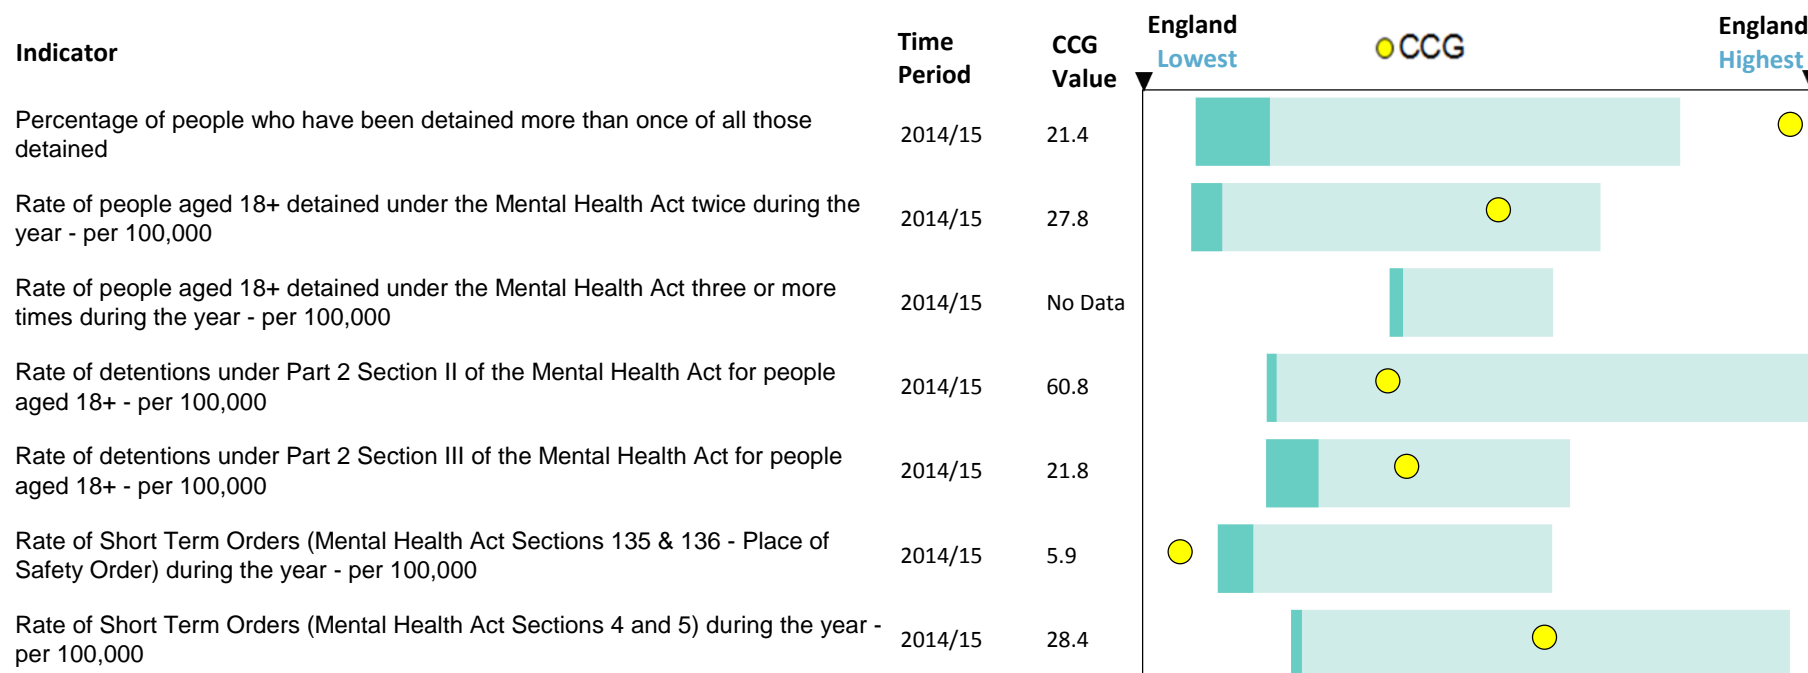 Indicator
Time
Period
CCG
Value
England
Lowest
CCG
England
Highest
Percentage of people who have been detained more than once of all those
detained
2014/15
21.4
Rate of people aged 18+ detained under the Mental Health Act twice during the
year - per 100,000
2014/15
27.8
Rate of people aged 18+ detained under the Mental Health Act three or more
times during the year - per 100,000
2014/15
No Data
Rate of detentions under Part 2 Section II of the Mental Health Act for people
aged 18+ - per 100,000
2014/15
60.8
Rate of detentions under Part 2 Section III of the Mental Health Act for people
aged 18+ - per 100,000
2014/15
21.8
Rate of Short Term Orders (Mental Health Act Sections 135 & 136 - Place of
Safety Order) during the year - per 100,000
2014/15
5.9
Rate of Short Term Orders (Mental Health Act Sections 4 and 5) during the year -
per 100,000
2014/15
28.4